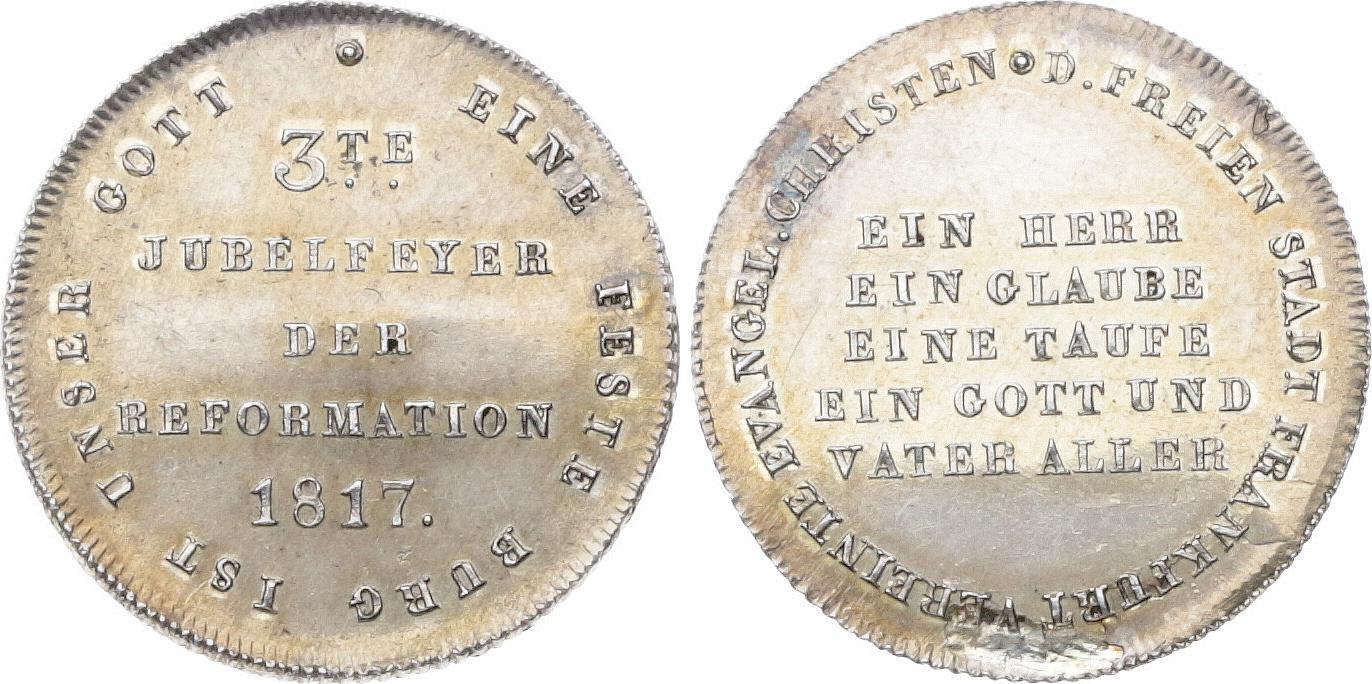 EINE FESTE BURG IST UNSER GOTT
3TE
JUBELFEYER
DER
REFORMATION
1817.
D. FREIEN STADT FRANKFURT VEREINTE EVANGEL. CHRISTEN
EIN HERR
EIN GLAUBE
EINE TAUFE
EIN GOTT UND
VATER ALLER